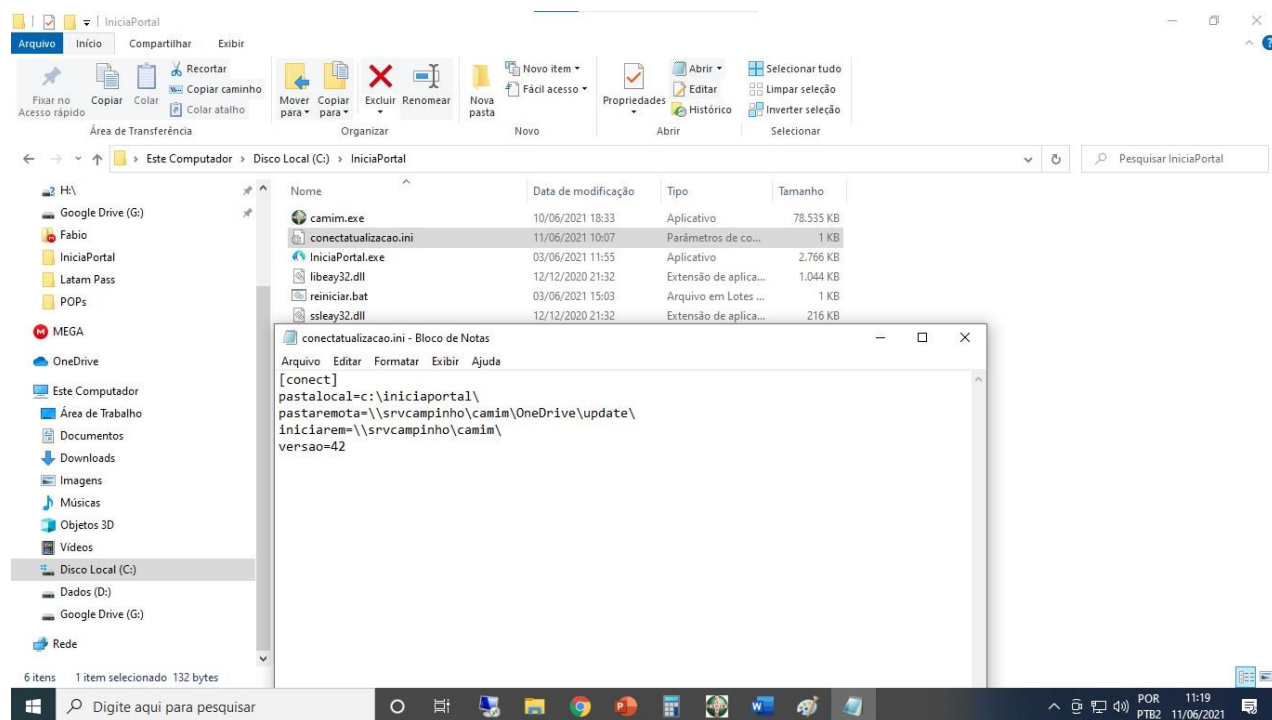 IniciaPortal
Arquivo Início Compartilhar Exibir
Fixar no Acesso rápido
Copiar
Colar
Recortar
Copiar caminho
Colar atalho
Mover para
Copiar para
Excluir
Renomear
Nova pasta
Novo item
Fácil acesso
Propriedades
Abrir
Editar
Histórico
Selecionar tudo
Limpar seleção
Inverter seleção
Área de Transferência Organizar Novo Abrir Selecionar
Este Computador > Disco Local (C:) > IniciaPortal
Pesquisar IniciaPortal
H:\
Google Drive (G:)
Fabio
IniciaPortal
Latam Pass
POPs
MEGA
OneDrive
Este Computador
Área de Trabalho
Documentos
Downloads
Imagens
Músicas
Objetos 3D
Vídeos
Disco Local (C:)
Dados (D:)
Google Drive (G:)
Rede
Nome Data de modificação Tipo Tamanho
camim.exe 10/06/2021 18:33 Aplicativo 78.535 KB
conectatualizacao.ini 11/06/2021 10:07 Parâmetros de co... 1 KB
IniciaPortal.exe 03/06/2021 11:55 Aplicativo 2.766 KB
libeay32.dll 12/12/2020 21:32 Extensão de aplica... 1.044 KB
reiniciar.bat 03/06/2021 15:03 Arquivo em Lotes ... 1 KB
ssleay32.dll 12/12/2020 21:32 Extensão de aplica... 216 KB
conectatualizacao.ini - Bloco de Notas
Arquivo Editar Formatar Exibir Ajuda
[conect]
pastalocal=c:\iniciaportal\
pastaremota=\\srvcampinho\camim\OneDrive\update\
iniciarem=\\srvcampinho\camim\
versao=42
6 itens 1 item selecionado 132 bytes
Digite aqui para pesquisar
POR 11:19
PTB2 11/06/2021